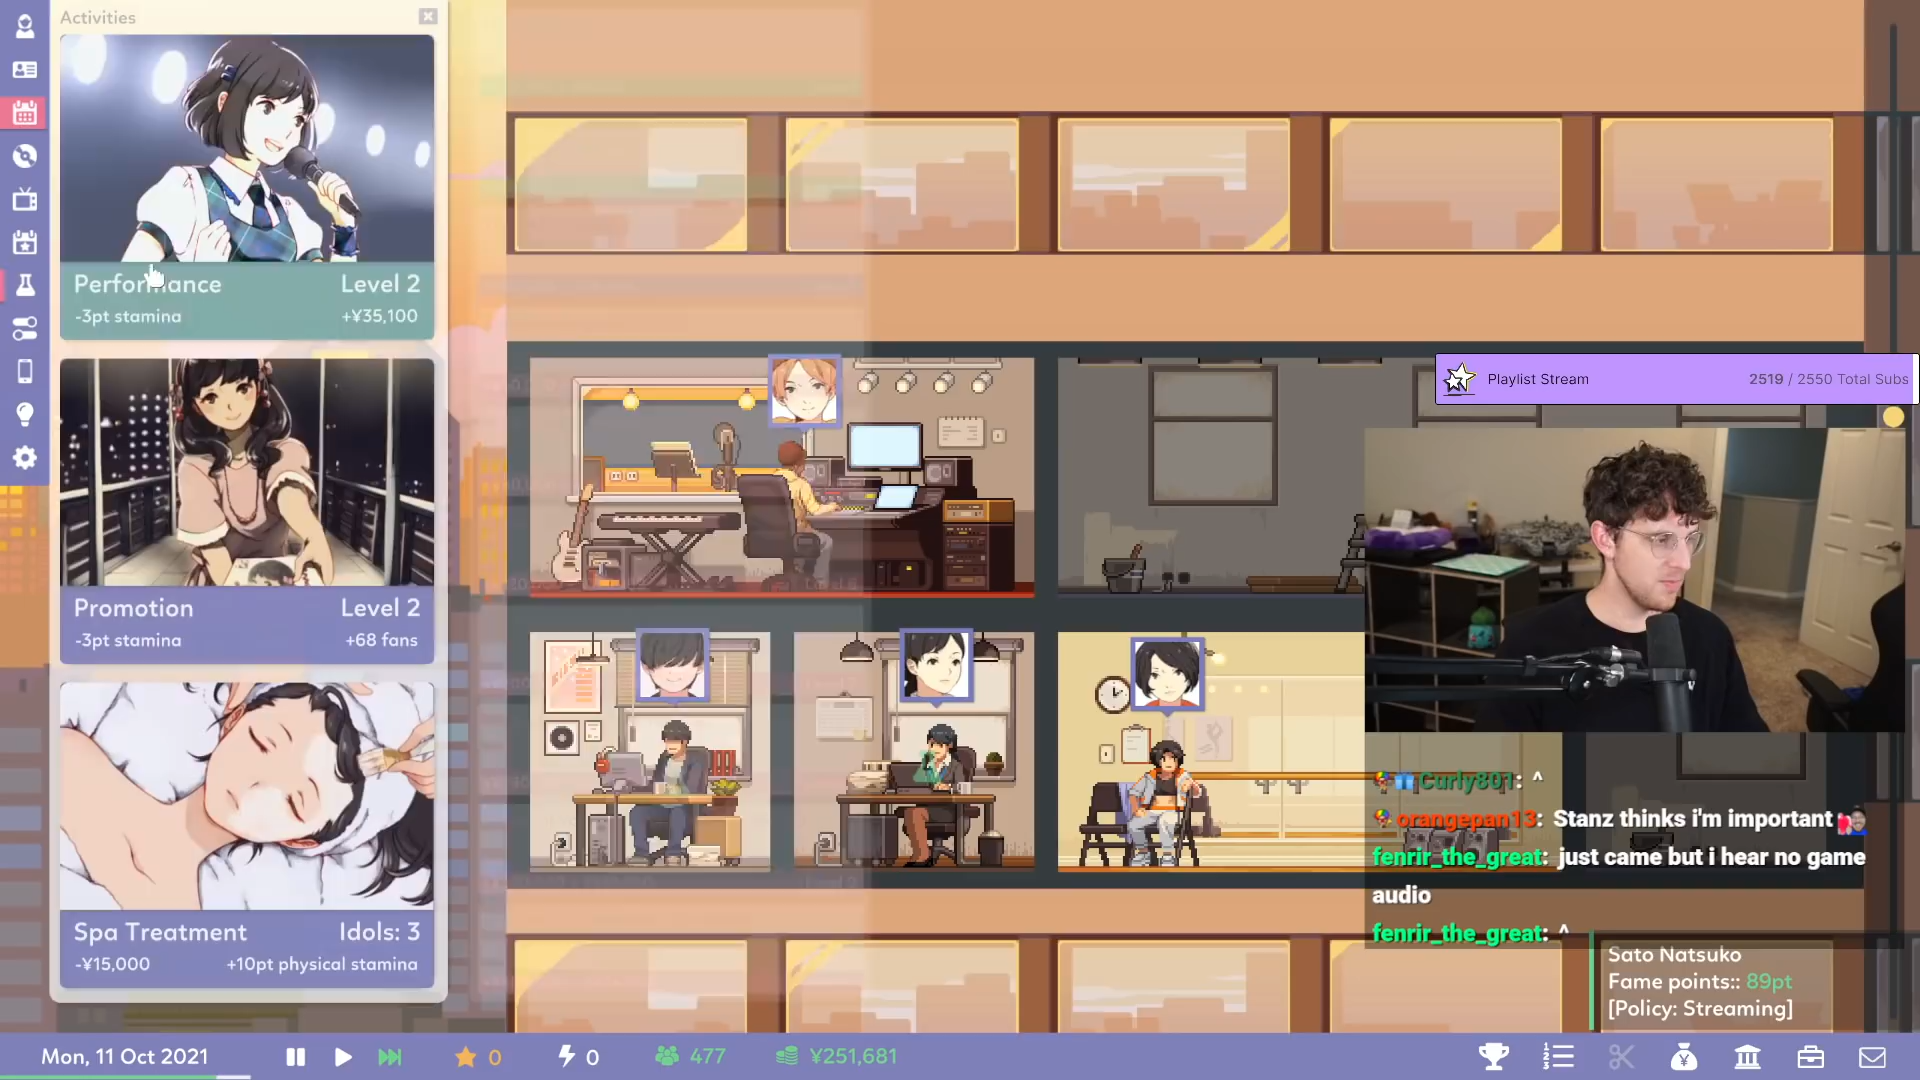 Activities
Performance
Level 2
-3pt stamina
+¥35,100
Promotion
Level 2
-3pt stamina
+68 fans
Spa Treatment
Idols: 3
-¥15,000
+10pt physical stamina
Playlist Stream
2519 / 2550 Total Subs
Curly801: ^
orangepan13: Stanz thinks i'm important
fenrir_the_great: just came but i hear no game
audio
fenrir_the_great: ^
Sato Natsuko
Fame points:: 89pt
[Policy: Streaming]
Mon, 11 Oct 2021
0
0
477
¥251,681